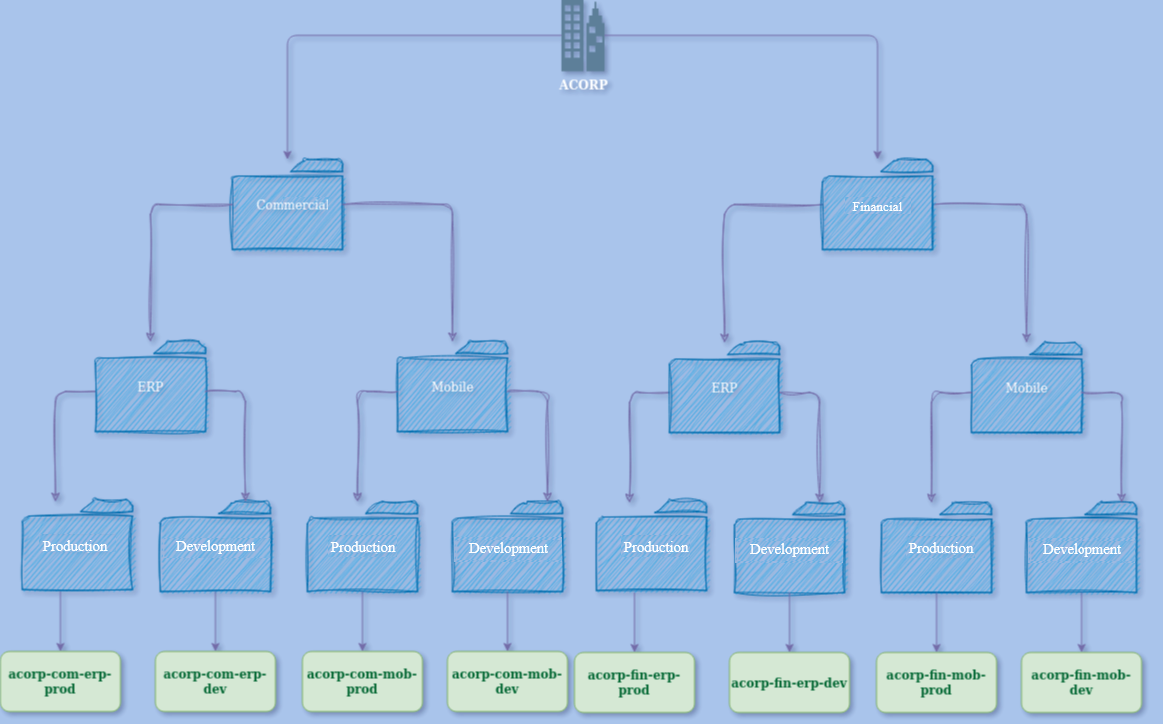 ACORP
Commercial
Financial
ERP
Mobile
ERP
Mobile
Production
Development
Production
Development
Production
Development
Production
Development
acorp-com-erp-
prod
acorp-com-erp-
dev
acorp-com-mob-
prod
acorp-com-mob-
dev
acorp-fin-erp-
prod
acorp-fin-erp-dev
acorp-fin-mob-
prod
acorp-fin-mob-
dev